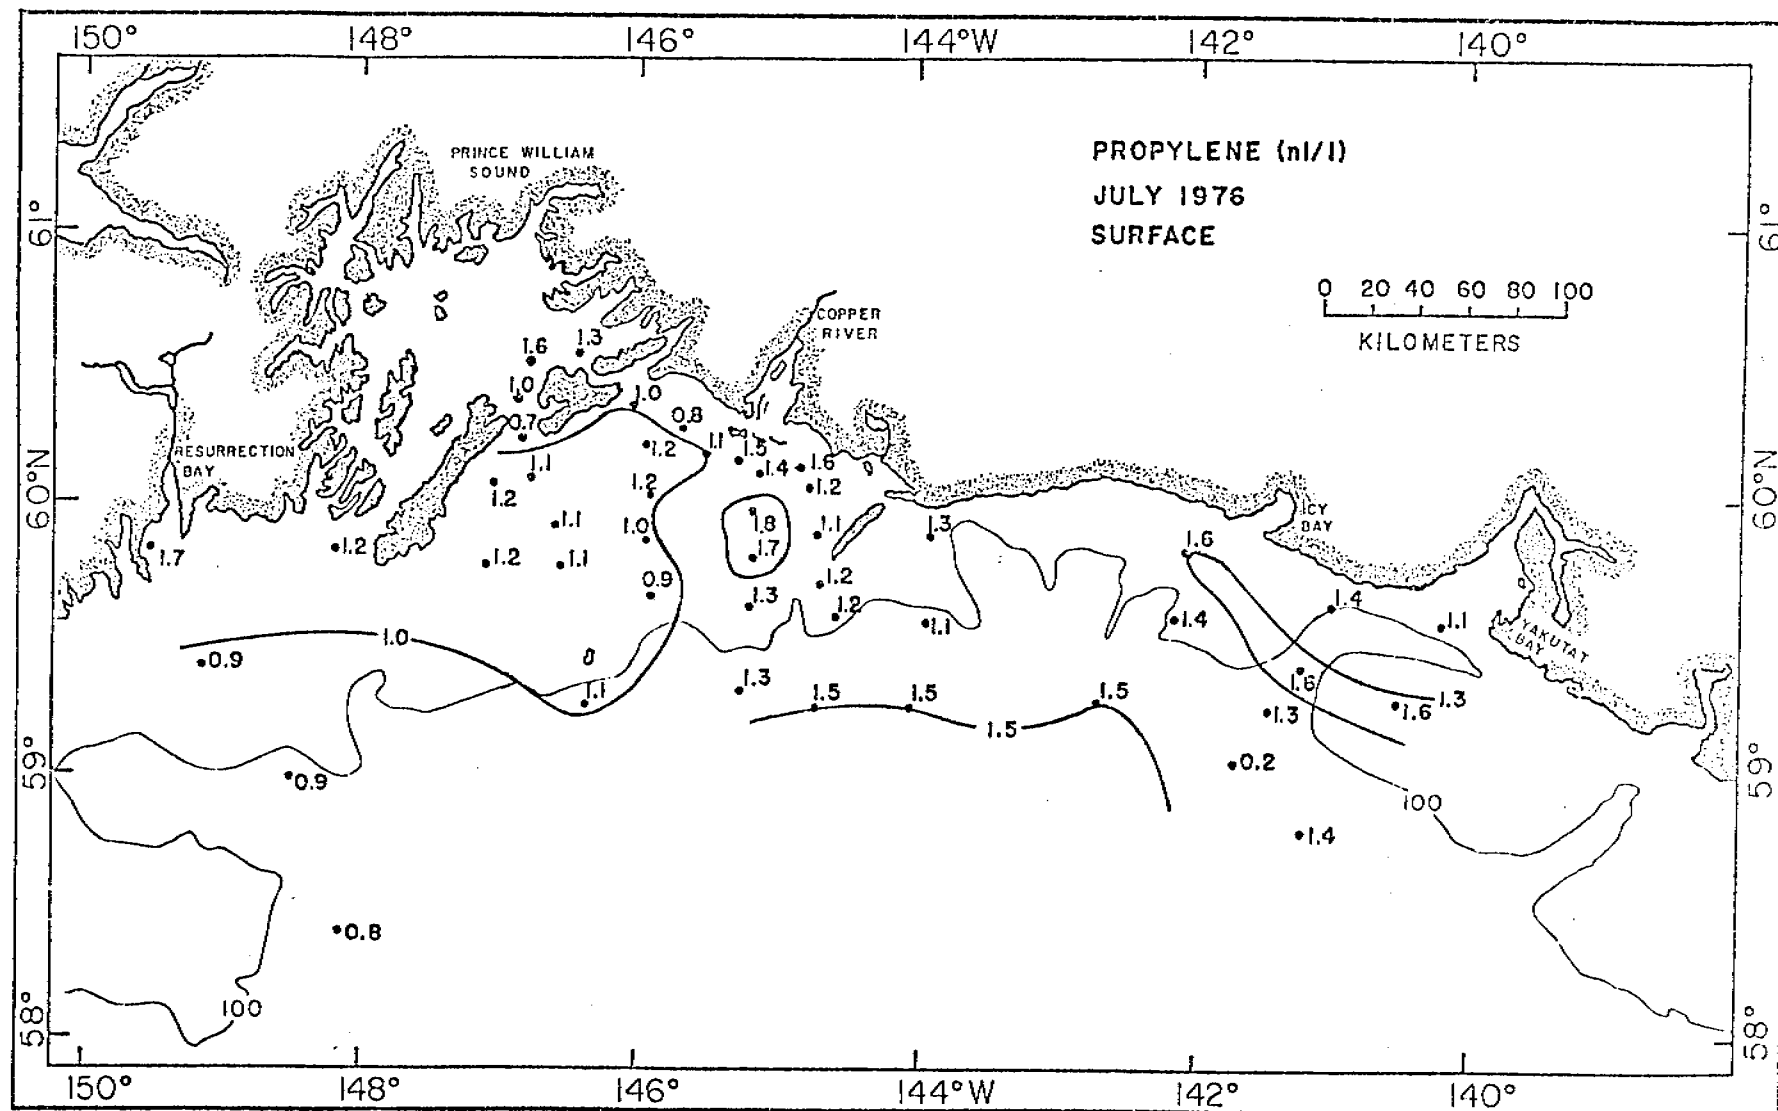 150° 148° 146° 144°W 142° 140°
PRINCE WILLIAM
SOUND
PROPYLENE (nl/l)
JULY 1976
SURFACE
61° 61°
0 20 40 60 80 100
KILOMETERS
COPPER
RIVER
1.6 1.3
1.0 1.0
0.7 0.8
1.2 1.1 1.5 1.6
RESURRECTION
BAY
1.1 1.4
1.2 1.2 1.2
60°N 60°
ICY
BAY
1.1 1.0 1.8 1.1 1.3
1.7 1.2 1.2 1.1 1.7 1.6
0.9 1.3 1.2
1.2 1.1 1.4 1.4 1.1
YAKUTAT
BAY
1.0
0.9
1.1 1.3 1.5 1.5 1.5 1.6
1.3 1.6 1.3
1.5
59° 59°
0.9 0.2
100
1.4
0.8
100
58° 58°
150° 148° 146° 144°W 142° 140°